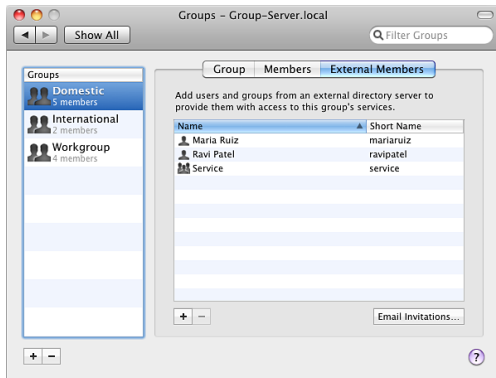 Groups – Group-Server.local
Show All
Filter Groups
Groups
Domestic
5 members
International
2 members
Workgroup
4 members
Group Members External Members
Add users and groups from an external directory server to
provide them with access to this group's services.
Name Short Name
Maria Ruiz mariaruiz
Ravi Patel ravipatel
Service service
+ −
Email Invitations...
+ −
?